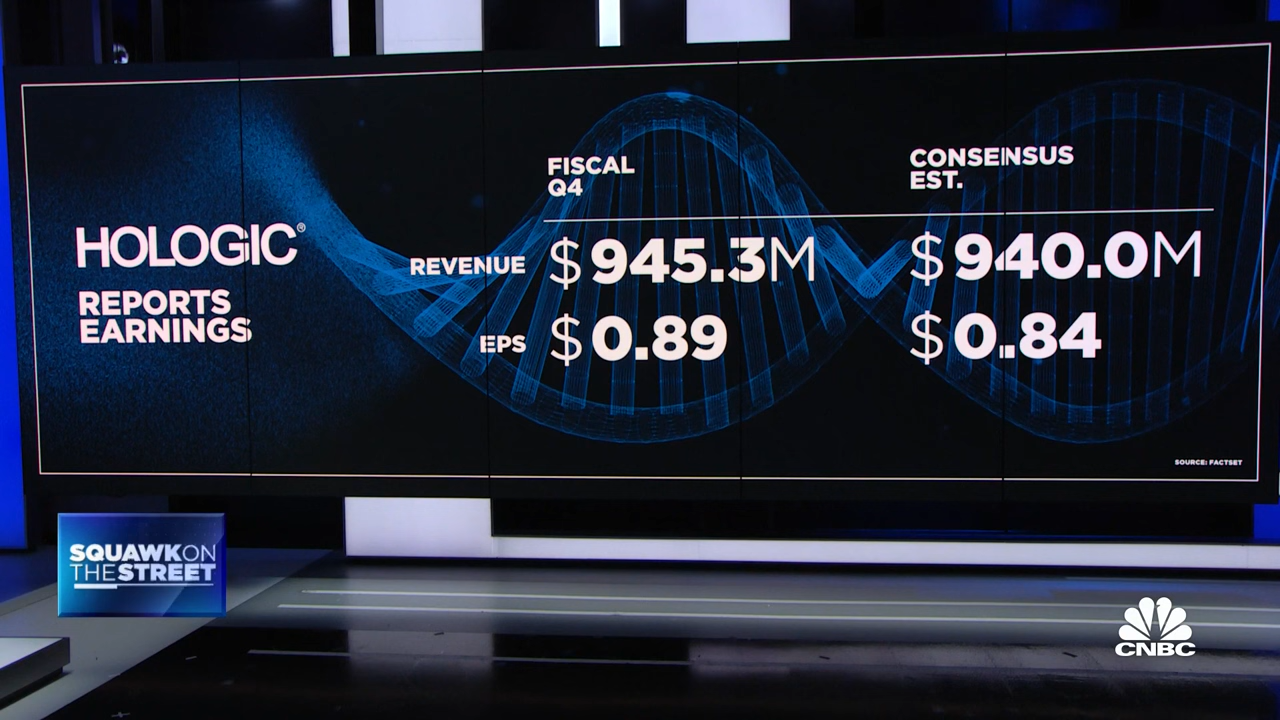 FISCAL
Q4
CONSENSUS
EST.
HOLOGIC®
REPORTS
EARNINGS
REVENUE $945.3M $940.0M
EPS $0.89 $0.84
SOURCE: FACTSET
SQUAWK ON
THE STREET
CNBC